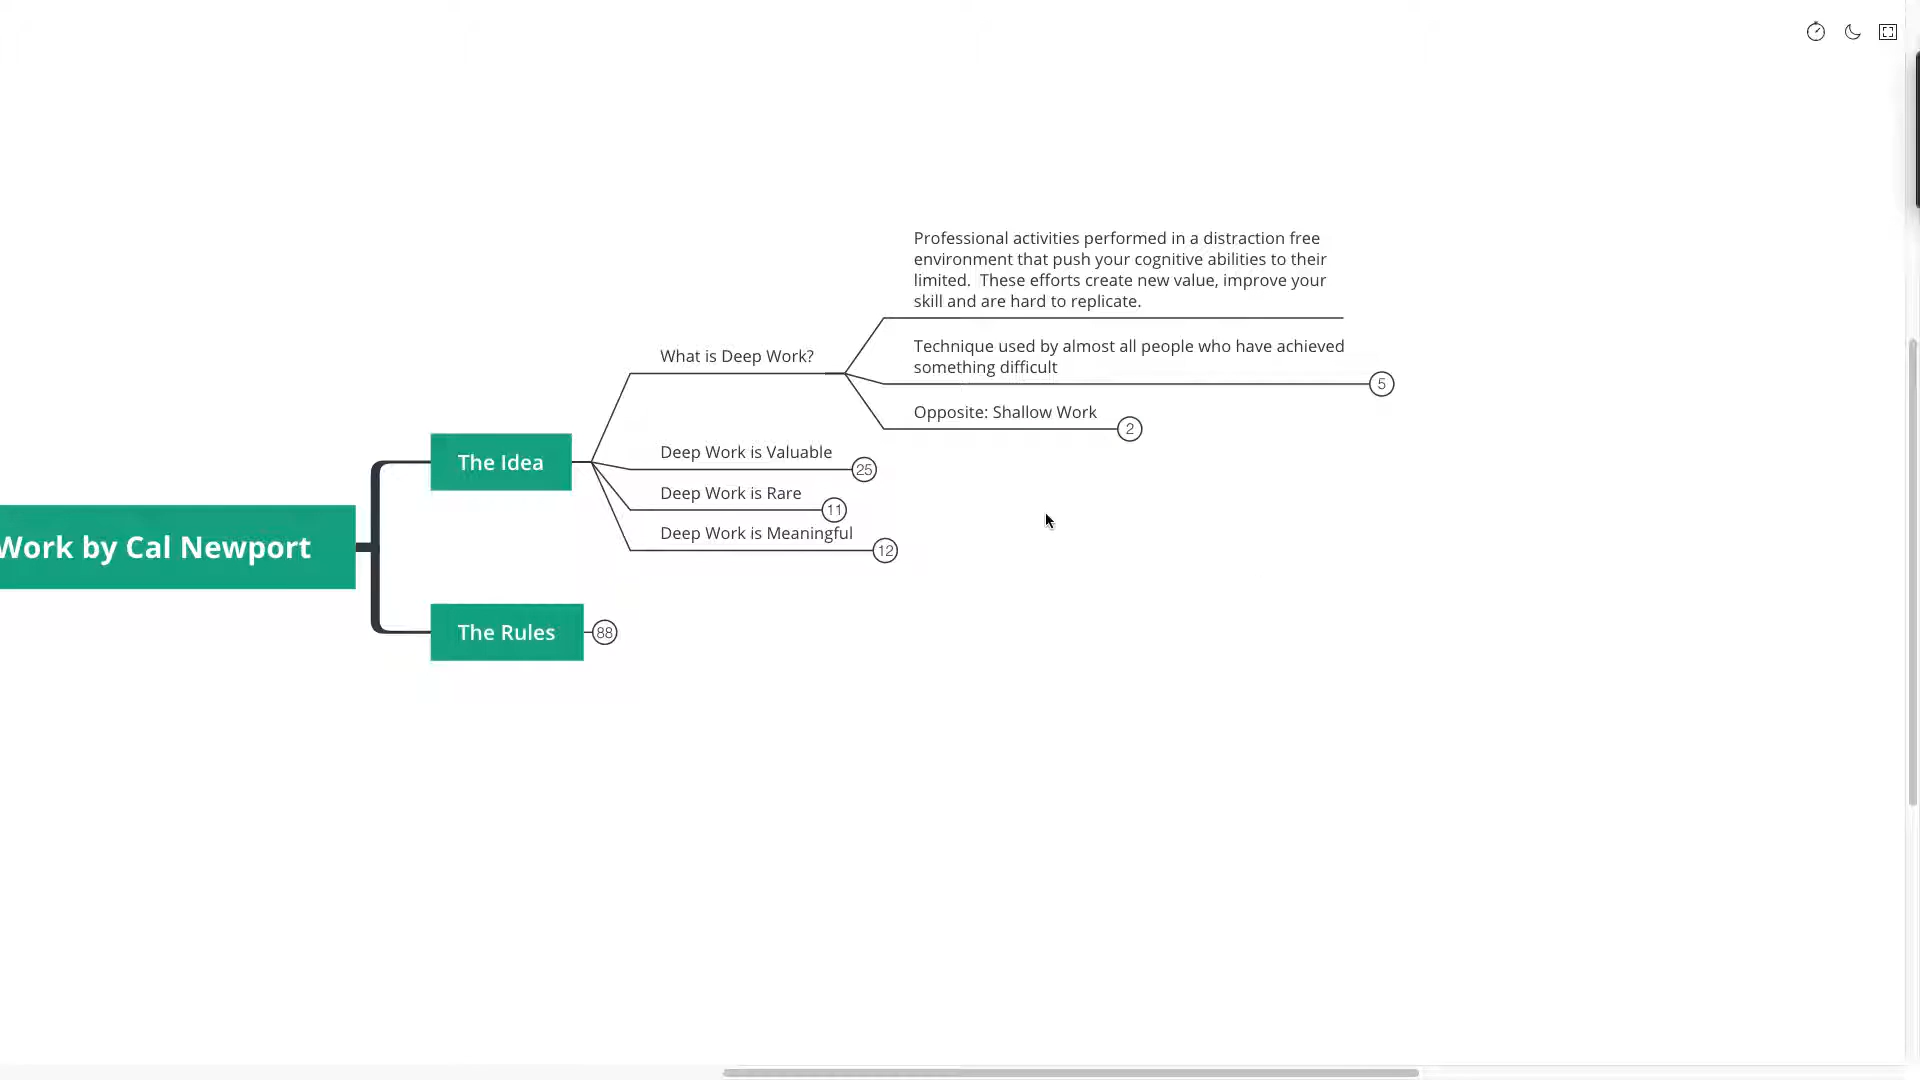 Professional activities performed in a distraction free
environment that push your cognitive abilities to their
limited.  These efforts create new value, improve your
skill and are hard to replicate.
What is Deep Work?
Technique used by almost all people who have achieved
something difficult
5
Opposite: Shallow Work
2
The Idea
Deep Work is Valuable
25
Deep Work is Rare
11
Deep Work is Meaningful
12
Work by Cal Newport
The Rules
88